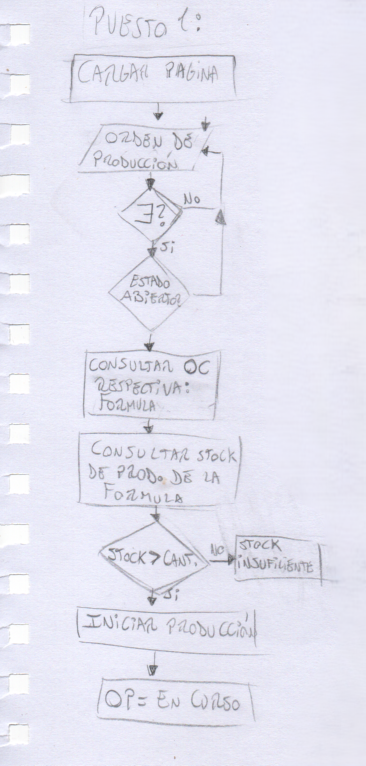 PUESTO 1:
CARGAR PAGINA
ORDEN DE
PRODUCCIÓN
∃?
No
Si
ESTADO
ABIERTO?
CONSULTAR OC
RESPECTIVA:
FORMULA
CONSULTAR STOCK
DE PROD. DE LA
FORMULA
STOCK > CANT.
No
STOCK
INSUFICIENTE
Si
INICIAR PRODUCCIÓN
OP = EN CURSO